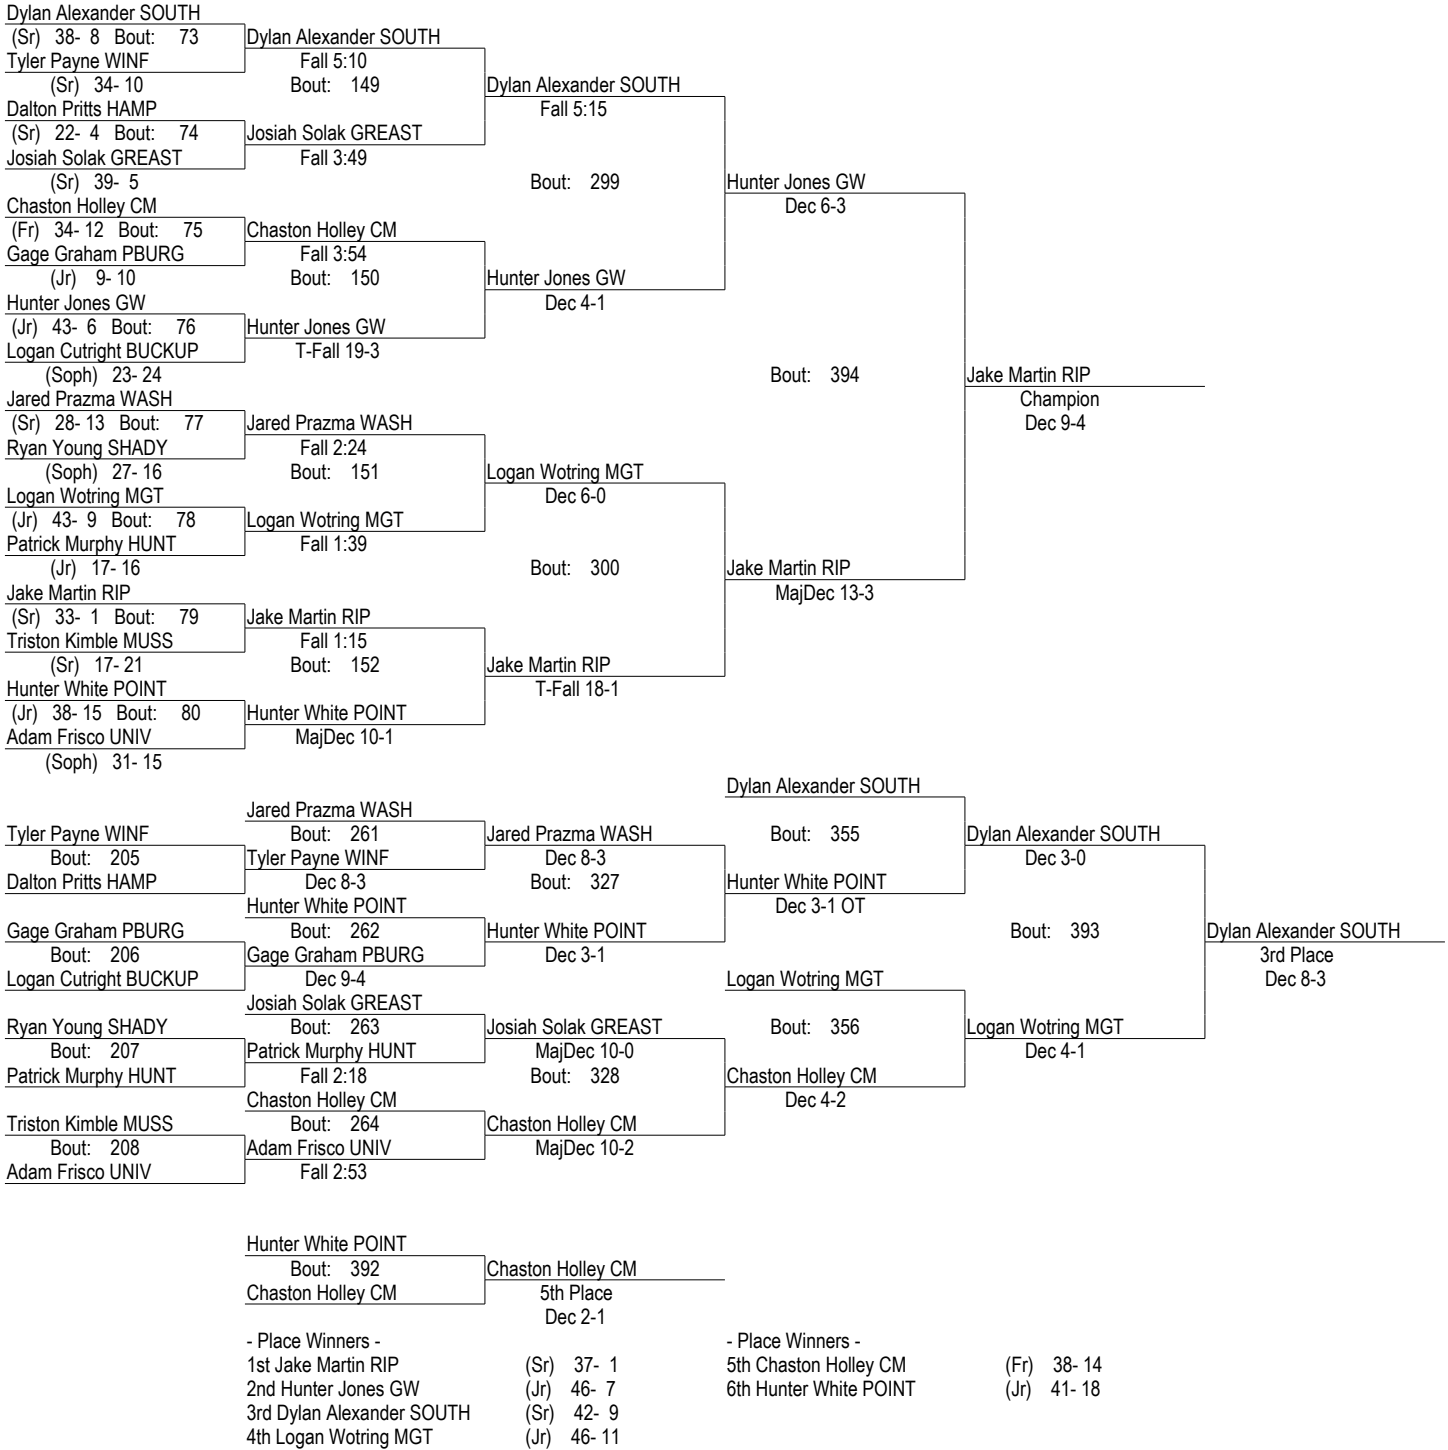 Dylan Alexander SOUTH
(Sr) 38- 8 Bout: 73
Dylan Alexander SOUTH
Tyler Payne WINF
Fall 5:10
(Sr) 34- 10
Bout: 149
Dylan Alexander SOUTH
Dalton Pritts HAMP
Fall 5:15
(Sr) 22- 4 Bout: 74
Josiah Solak GREAST
Josiah Solak GREAST
Fall 3:49
(Sr) 39- 5
Bout: 299
Hunter Jones GW
Chaston Holley CM
Dec 6-3
(Fr) 34- 12 Bout: 75
Chaston Holley CM
Gage Graham PBURG
Fall 3:54
(Jr) 9- 10
Bout: 150
Hunter Jones GW
Hunter Jones GW
Dec 4-1
(Jr) 43- 6 Bout: 76
Hunter Jones GW
Logan Cutright BUCKUP
T-Fall 19-3
(Soph) 23- 24
Bout: 394
Jake Martin RIP
Jared Prazma WASH
Champion
(Sr) 28- 13 Bout: 77
Jared Prazma WASH
Dec 9-4
Ryan Young SHADY
Fall 2:24
(Soph) 27- 16
Bout: 151
Logan Wotring MGT
Logan Wotring MGT
Dec 6-0
(Jr) 43- 9 Bout: 78
Logan Wotring MGT
Patrick Murphy HUNT
Fall 1:39
(Jr) 17- 16
Bout: 300
Jake Martin RIP
Jake Martin RIP
MajDec 13-3
(Sr) 33- 1 Bout: 79
Jake Martin RIP
Triston Kimble MUSS
Fall 1:15
(Sr) 17- 21
Bout: 152
Jake Martin RIP
Hunter White POINT
T-Fall 18-1
(Jr) 38- 15 Bout: 80
Hunter White POINT
Adam Frisco UNIV
MajDec 10-1
(Soph) 31- 15
Dylan Alexander SOUTH
Jared Prazma WASH
Tyler Payne WINF
Bout: 261
Jared Prazma WASH
Bout: 355
Dylan Alexander SOUTH
Bout: 205
Tyler Payne WINF
Dec 8-3
Dec 3-0
Dalton Pritts HAMP
Dec 8-3
Bout: 327
Hunter White POINT
Hunter White POINT
Dec 3-1 OT
Gage Graham PBURG
Bout: 262
Hunter White POINT
Bout: 393
Dylan Alexander SOUTH
Bout: 206
Gage Graham PBURG
Dec 3-1
3rd Place
Logan Cutright BUCKUP
Dec 9-4
Logan Wotring MGT
Dec 8-3
Josiah Solak GREAST
Ryan Young SHADY
Bout: 263
Josiah Solak GREAST
Bout: 356
Logan Wotring MGT
Bout: 207
Patrick Murphy HUNT
MajDec 10-0
Dec 4-1
Patrick Murphy HUNT
Fall 2:18
Bout: 328
Chaston Holley CM
Chaston Holley CM
Dec 4-2
Triston Kimble MUSS
Bout: 264
Chaston Holley CM
Bout: 208
Adam Frisco UNIV
MajDec 10-2
Adam Frisco UNIV
Fall 2:53
Hunter White POINT
Bout: 392
Chaston Holley CM
Chaston Holley CM
5th Place
Dec 2-1
- Place Winners -
- Place Winners -
1st Jake Martin RIP (Sr) 37- 1
5th Chaston Holley CM (Fr) 38- 14
2nd Hunter Jones GW (Jr) 46- 7
6th Hunter White POINT (Jr) 41- 18
3rd Dylan Alexander SOUTH (Sr) 42- 9
4th Logan Wotring MGT (Jr) 46- 11